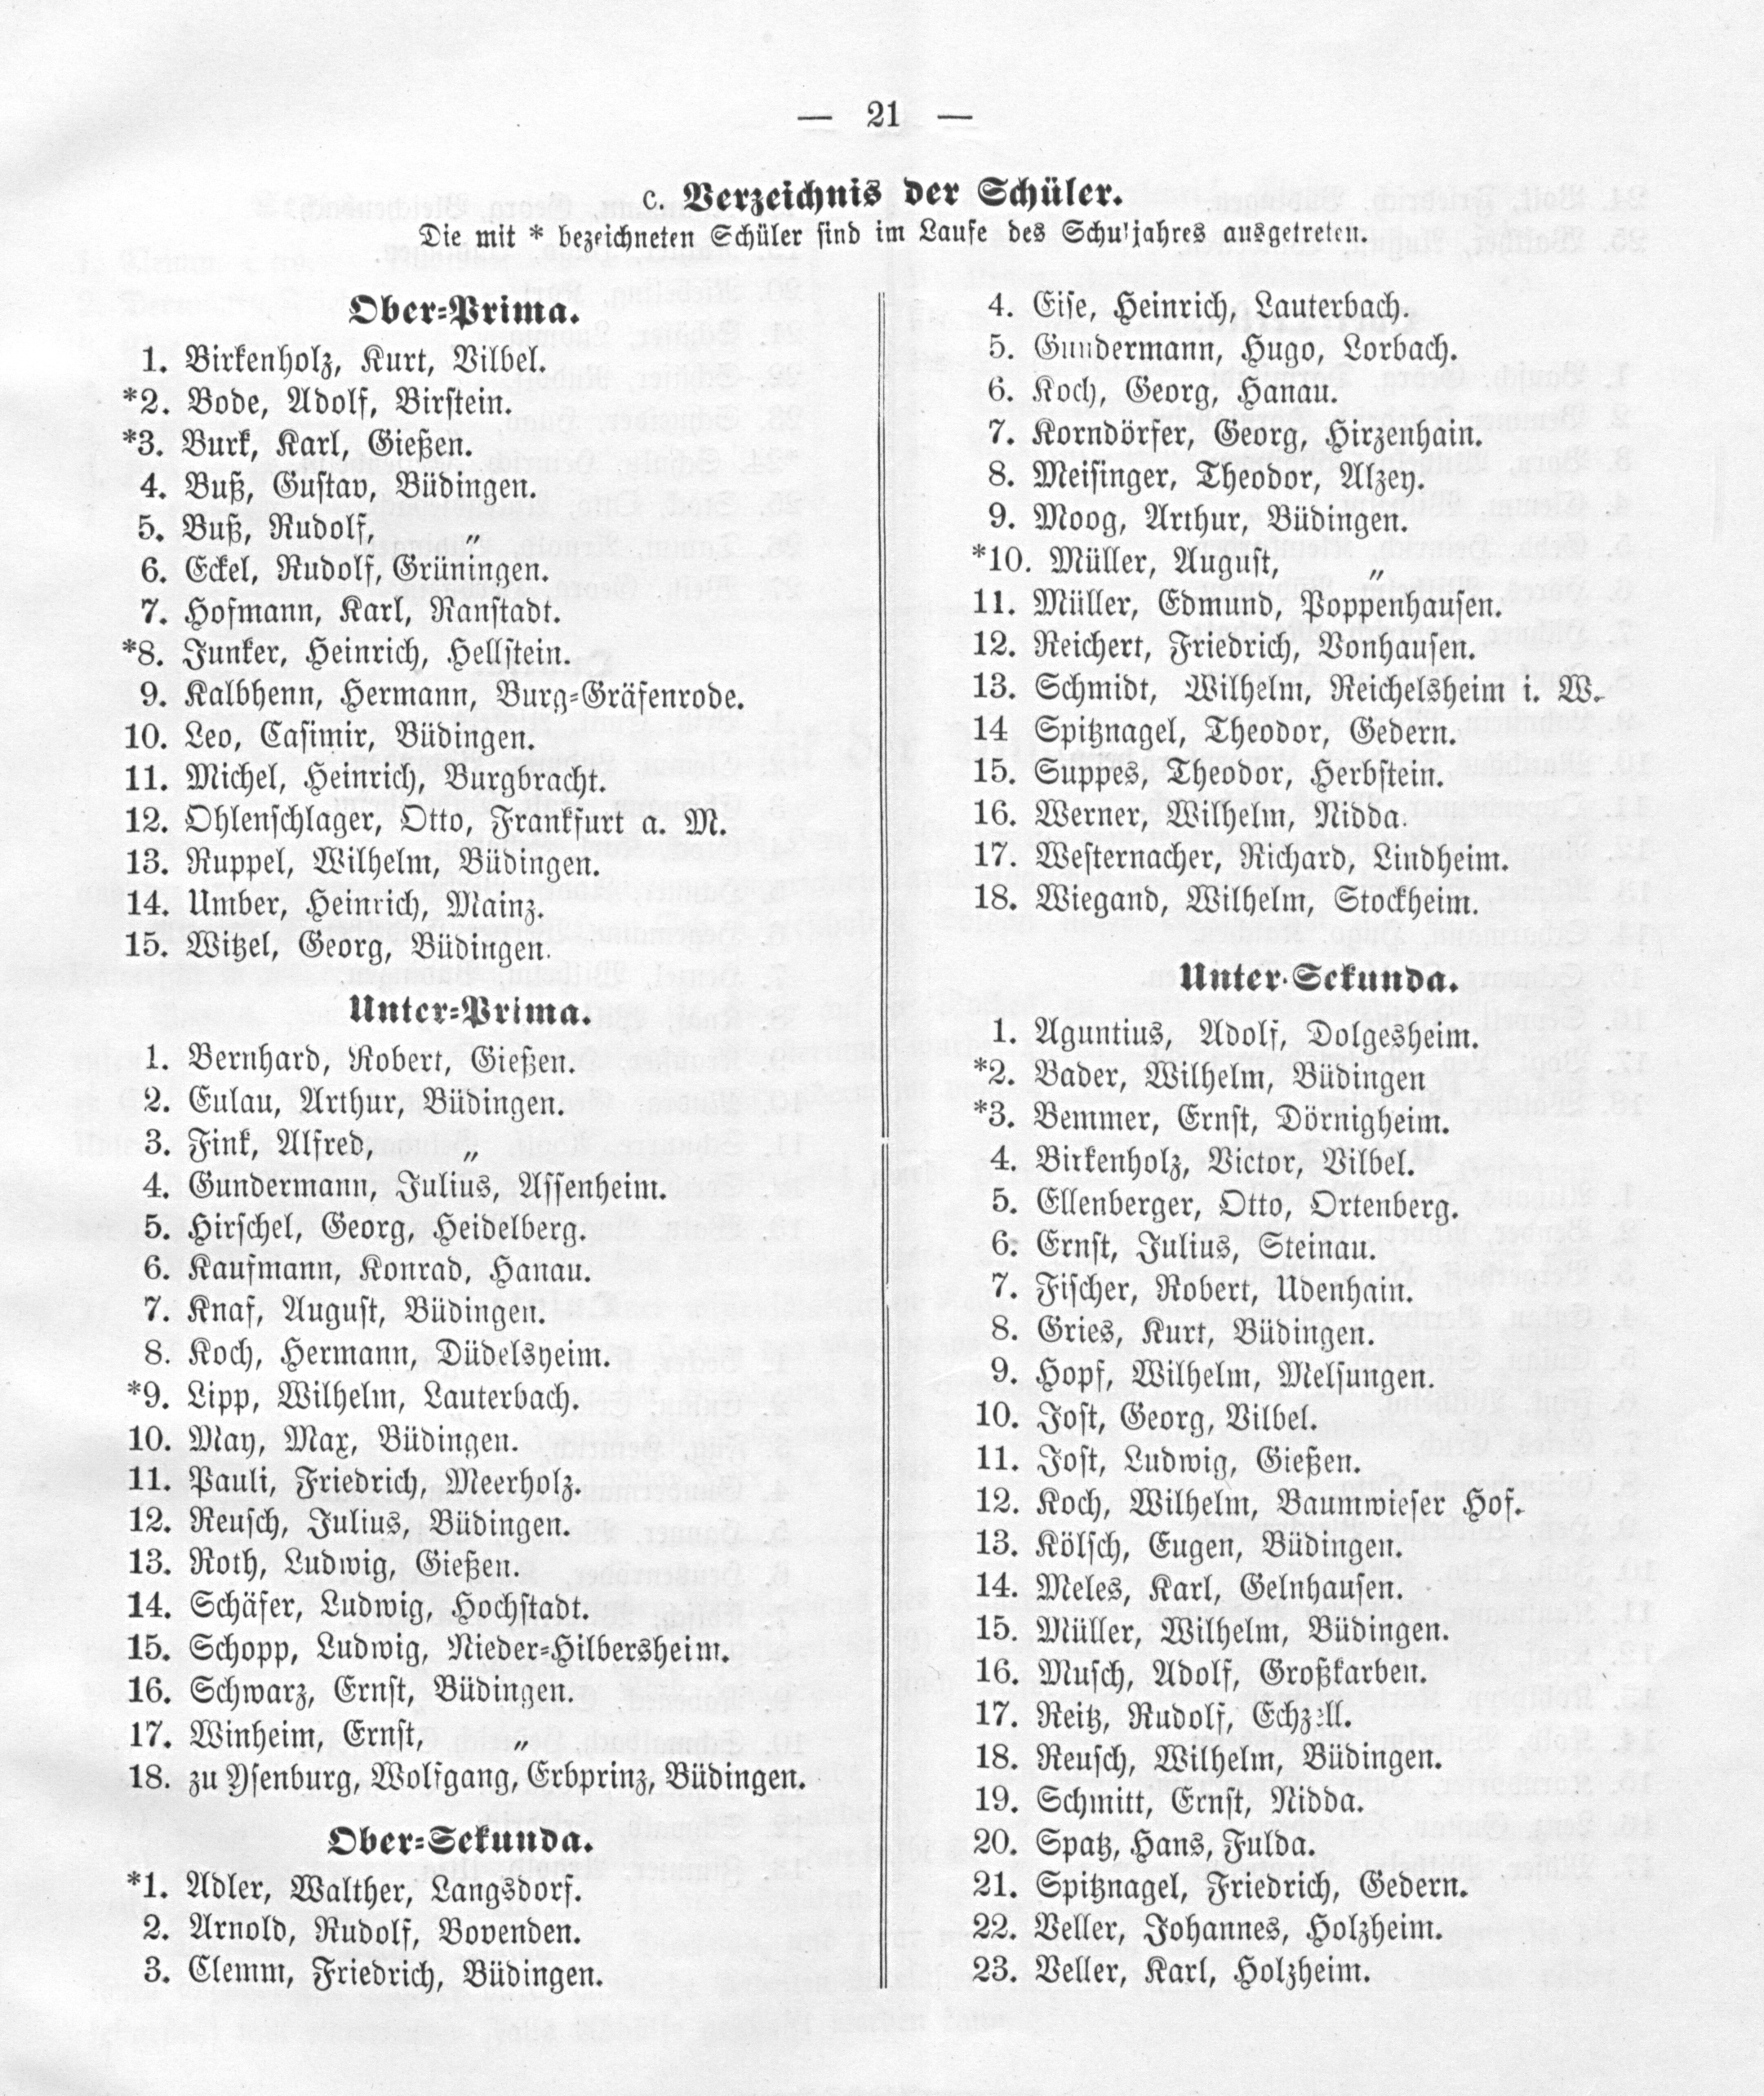 — 21 —
c. Verzeichnis der Schüler.
Die mit * bezeichneten Schüler sind im Laufe des Schuljahres ausgetreten.
Ober-Prima.
1. Birkenholz, Kurt, Vilbel.
*2. Bode, Adolf, Birstein.
*3. Burk, Karl, Gießen.
4. Buß, Gustav, Büdingen.
5. Buß, Rudolf, „
6. Eckel, Rudolf, Grüningen.
7. Hofmann, Karl, Ranstadt.
*8. Junker, Heinrich, Hellstein.
9. Kalbhenn, Hermann, Burg-Gräfenrode.
10. Leo, Casimir, Büdingen.
11. Michel, Heinrich, Burgbracht.
12. Ohlenschlager, Otto, Frankfurt a. M.
13. Ruppel, Wilhelm, Büdingen.
14. Umber, Heinrich, Mainz.
15. Witzel, Georg, Büdingen.
Unter-Prima.
1. Bernhard, Robert, Gießen.
2. Eulau, Arthur, Büdingen.
3. Fink, Alfred, „
4. Gundermann, Julius, Assenheim.
5. Hirschel, Georg, Heidelberg.
6. Kaufmann, Konrad, Hanau.
7. Knaf, August, Büdingen.
8. Koch, Hermann, Düdelsheim.
*9. Lipp, Wilhelm, Lauterbach.
10. May, Max, Büdingen.
11. Pauli, Friedrich, Meerholz.
12. Reusch, Julius, Büdingen.
13. Roth, Ludwig, Gießen.
14. Schäfer, Ludwig, Hochstadt.
15. Schopp, Ludwig, Nieder-Hilbersheim.
16. Schwarz, Ernst, Büdingen.
17. Winheim, Ernst, „
18. zu Ysenburg, Wolfgang, Erbprinz, Büdingen.
Ober-Sekunda.
*1. Adler, Walther, Langsdorf.
2. Arnold, Rudolf, Bovenden.
3. Clemm, Friedrich, Büdingen.
4. Eise, Heinrich, Lauterbach.
5. Gundermann, Hugo, Lorbach.
6. Koch, Georg, Hanau.
7. Korndörfer, Georg, Hirzenhain.
8. Meisinger, Theodor, Alzey.
9. Moog, Arthur, Büdingen.
*10. Müller, August, „
11. Müller, Edmund, Poppenhausen.
12. Reichert, Friedrich, Vonhausen.
13. Schmidt, Wilhelm, Reichelsheim i. W.
14 Spitznagel, Theodor, Gedern.
15. Suppes, Theodor, Herbstein.
16. Werner, Wilhelm, Nidda.
17. Westernacher, Richard, Lindheim.
18. Wiegand, Wilhelm, Stockheim.
Unter-Sekunda.
1. Aguntius, Adolf, Dolgesheim.
*2. Bader, Wilhelm, Büdingen
*3. Bemmer, Ernst, Dörnigheim.
4. Birkenholz, Victor, Vilbel.
5. Ellenberger, Otto, Ortenberg.
6. Ernst, Julius, Steinau.
7. Fischer, Robert, Udenhain.
8. Gries, Kurt, Büdingen.
9. Hopf, Wilhelm, Melsungen.
10. Jost, Georg, Vilbel.
11. Jost, Ludwig, Gießen.
12. Koch, Wilhelm, Baumwieser Hof.
13. Kölsch, Eugen, Büdingen.
14. Meles, Karl, Gelnhausen.
15. Müller, Wilhelm, Büdingen.
16. Musch, Adolf, Großkarben.
17. Reitz, Rudolf, Echzell.
18. Reusch, Wilhelm, Büdingen.
19. Schmitt, Ernst, Nidda.
20. Spatz, Hans, Fulda.
21. Spitznagel, Friedrich, Gedern.
22. Veller, Johannes, Holzheim.
23. Veller, Karl, Holzheim.